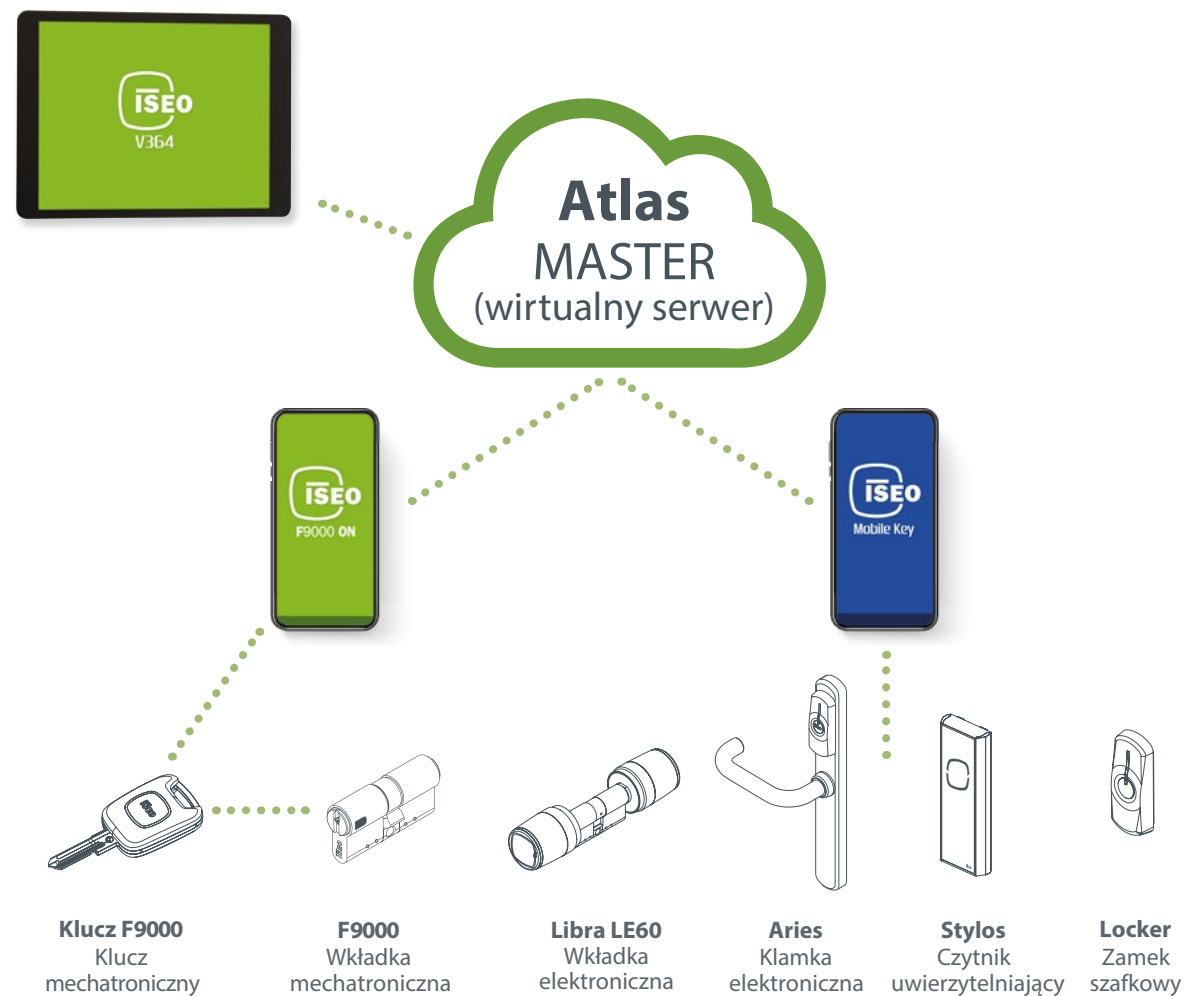 ISEO
V364
Atlas
MASTER
(wirtualny serwer)
ISEO
F9000 ON
ISEO
Mobile Key
Klucz F9000
Klucz
mechatroniczny
F9000
Wkładka
mechatroniczna
Libra LE60
Wkładka
elektroniczna
Aries
Klamka
elektroniczna
Stylos
Czytnik
uwierzytelniający
Locker
Zamek
szafkowy